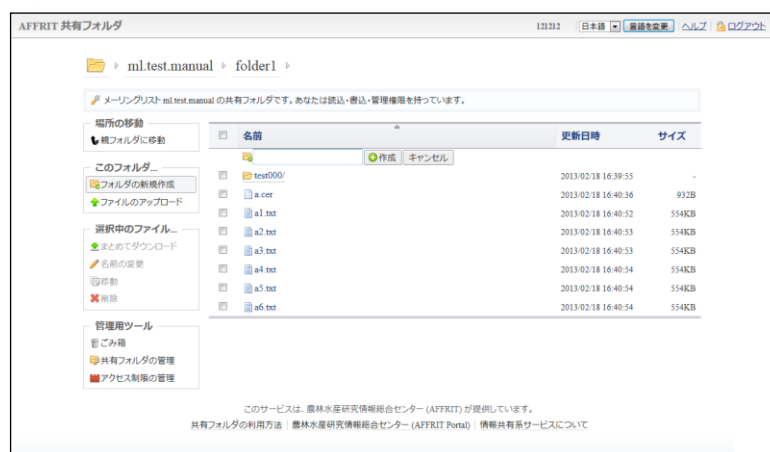 AFFRIT 共有フォルダ
121212 日本語 言語を変更 ヘルプ ログアウト
ml.test.manual folder1
メーリングリスト ml.test.manual の共有フォルダです。あなたは読込・書込・管理権限を持っています。
場所の移動
親フォルダに移動
このフォルダ...
フォルダの新規作成
ファイルのアップロード
選択中のファイル...
まとめてダウンロード
名前の変更
移動
削除
管理用ツール
ごみ箱
共有フォルダの管理
アクセス制限の管理
名前 更新日時 サイズ
作成 キャンセル
test000/ 2013/02/18 16:39:55 -
a.cer 2013/02/18 16:40:36 932B
a1.txt 2013/02/18 16:40:52 554KB
a2.txt 2013/02/18 16:40:53 554KB
a3.txt 2013/02/18 16:40:53 554KB
a4.txt 2013/02/18 16:40:54 554KB
a5.txt 2013/02/18 16:40:54 554KB
a6.txt 2013/02/18 16:40:54 554KB
このサービスは、農林水産研究情報総合センター (AFFRIT) が提供しています。
共有フォルダの利用方法 | 農林水産研究情報総合センター (AFFRIT Portal) | 情報共有系サービスについて